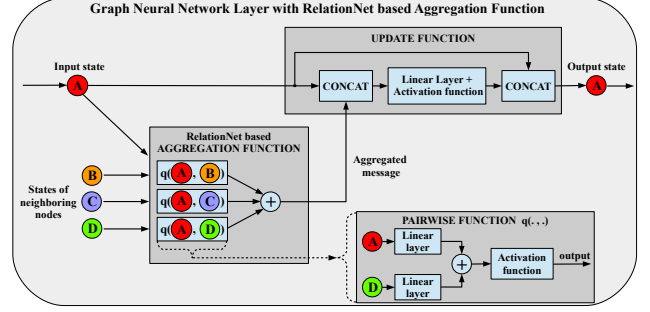 Graph Neural Network Layer with RelationNet based Aggregation Function
UPDATE FUNCTION
Input state
A
CONCAT
Linear Layer +
Activation function
CONCAT
Output state
A
RelationNet based
AGGREGATION FUNCTION
Aggregated
message
States of
neighboring
nodes
B
C
D
q(A, B)
q(A, C)
q(A, D)
+
PAIRWISE FUNCTION q(. , .)
A
Linear
layer
D
Linear
layer
+
Activation
function
output